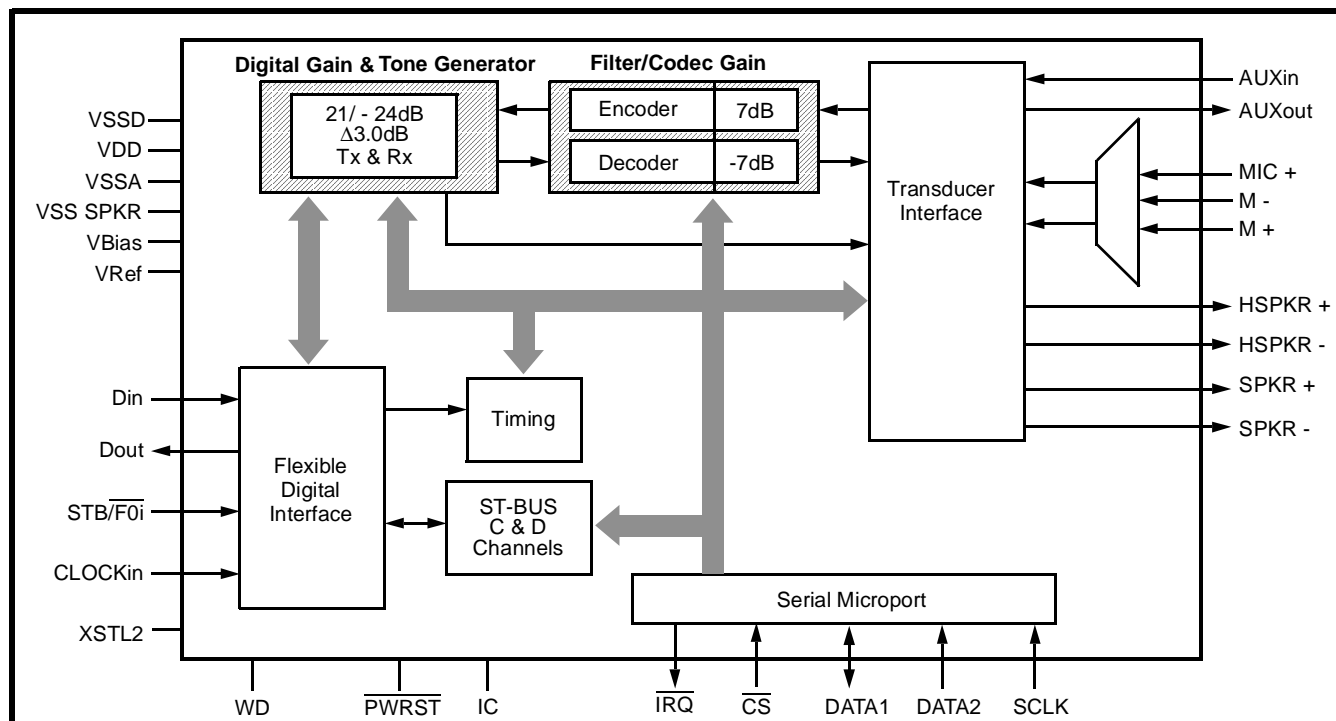 Digital Gain & Tone Generator
Filter/Codec Gain
21/ - 24dB
Δ3.0dB
Tx & Rx
Encoder
7dB
Decoder
-7dB
Transducer
Interface
AUXin
AUXout
MIC +
M -
M +
HSPKR +
HSPKR -
SPKR +
SPKR -
VSSD
VDD
VSSA
VSS SPKR
VBias
VRef
Din
Dout
STB/F0i
CLOCKin
XSTL2
Flexible
Digital
Interface
Timing
ST-BUS
C & D
Channels
Serial Microport
WD
PWRST
IC
IRQ
CS
DATA1
DATA2
SCLK